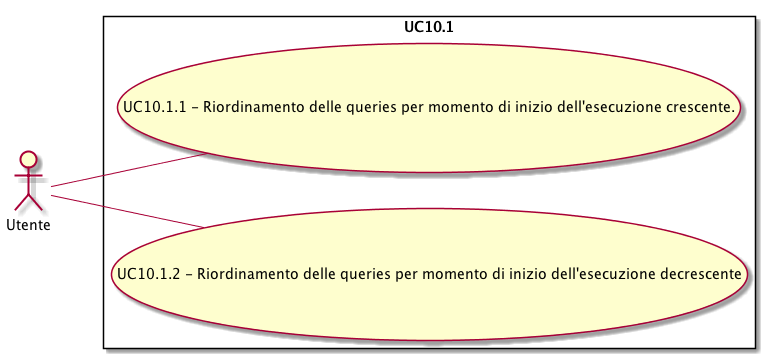 UC10.1
UC10.1.1 - Riordinamento delle queries per momento di inizio dell'esecuzione crescente.
Utente
UC10.1.2 - Riordinamento delle queries per momento di inizio dell'esecuzione decrescente